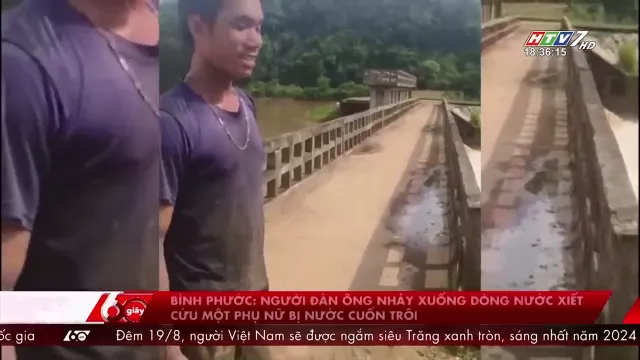 HTV7 HD
18:36:15
60 giây
BÌNH PHƯỚC: NGƯỜI ĐÀN ÔNG NHẢY XUỐNG DÒNG NƯỚC XIẾT
CỨU MỘT PHỤ NỮ BỊ NƯỚC CUỐN TRÔI
ốc gia
Đêm 19/8, người Việt Nam sẽ được ngắm siêu Trăng xanh tròn, sáng nhất năm 2024